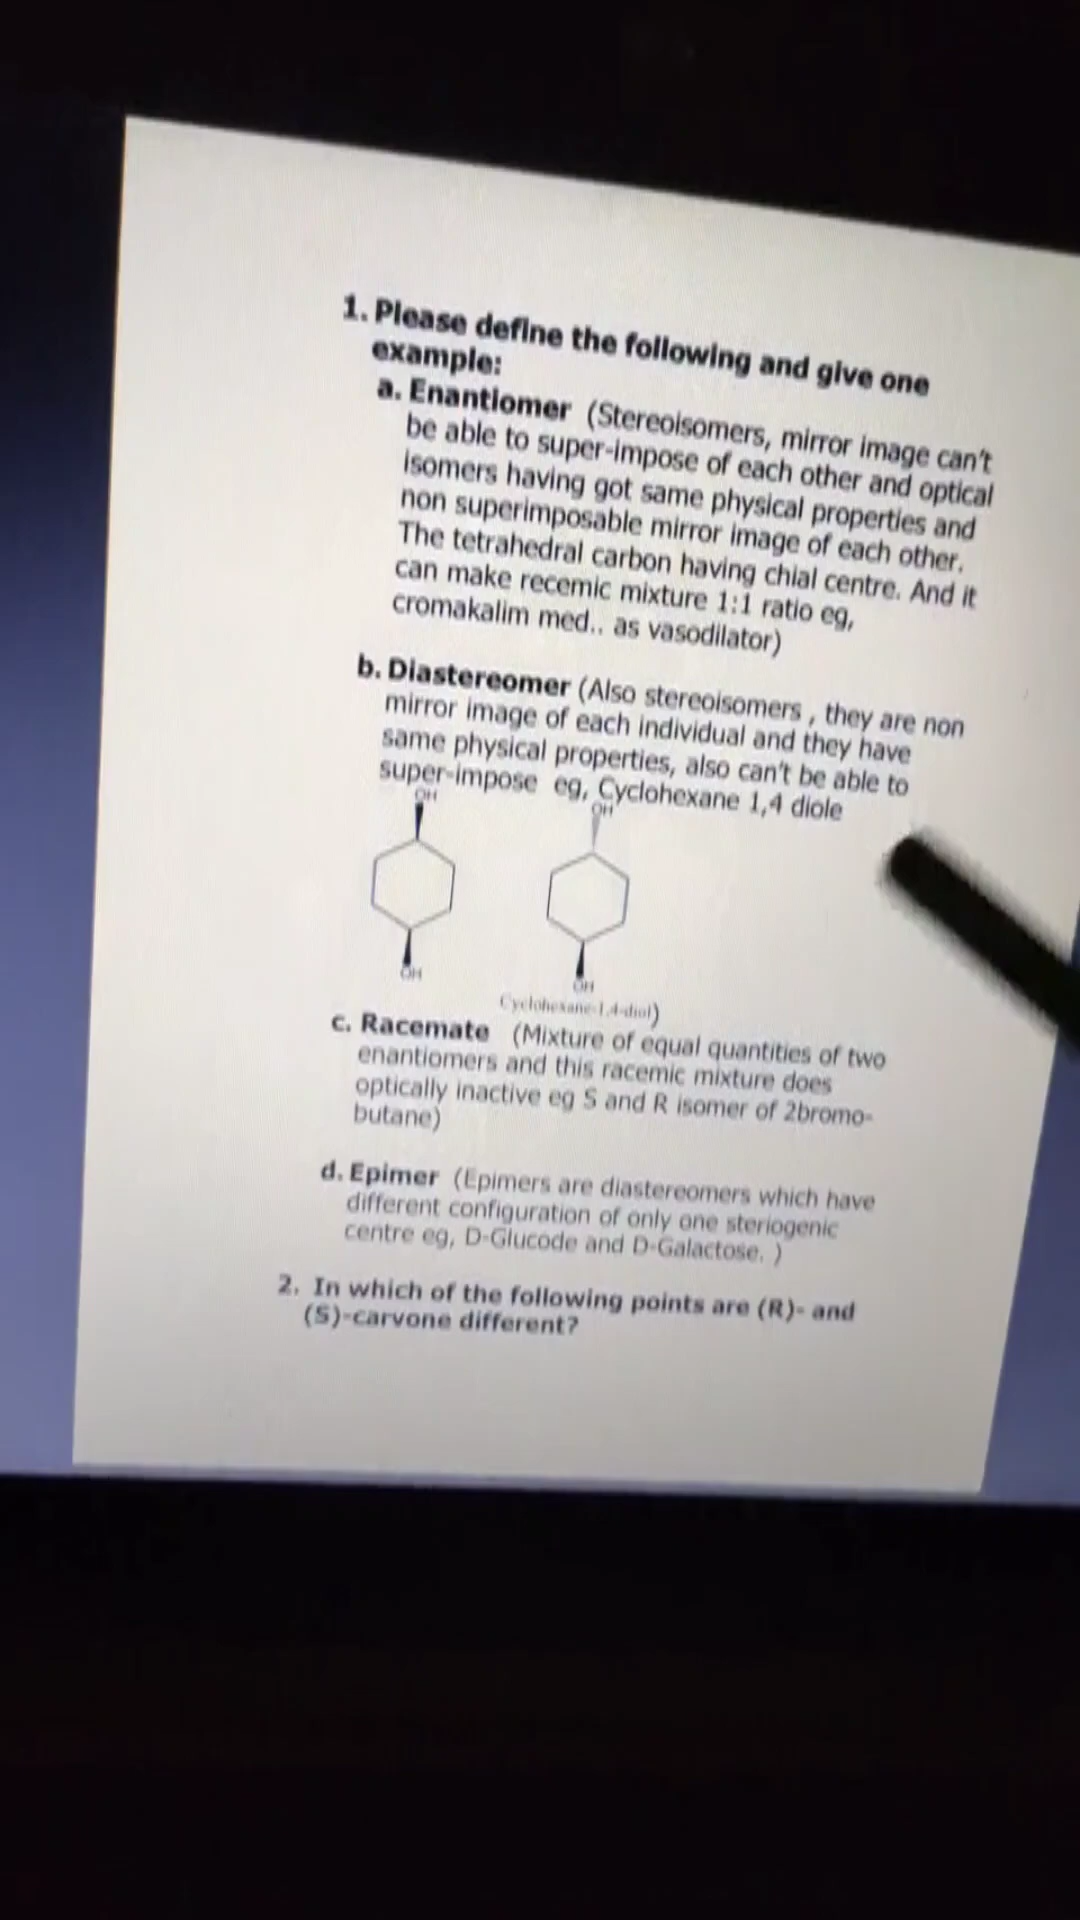 1. Please define the following and give one
example:
a. Enantiomer (Stereoisomers, mirror image can't
be able to super-impose of each other and optical
isomers having got same physical properties and
non superimposable mirror image of each other.
The tetrahedral carbon having chial centre. And it
can make recemic mixture 1:1 ratio eg,
cromakalim med.. as vasodilator)
b. Diastereomer (Also stereoisomers , they are non
mirror image of each individual and they have
same physical properties, also can't be able to
super-impose eg, Cyclohexane 1,4 diole
OH OH
OH OH
Cyclohexane-1,4-diol)
c. Racemate (Mixture of equal quantities of two
enantiomers and this racemic mixture does
optically inactive eg S and R isomer of 2bromo-
butane)
d. Epimer (Epimers are diastereomers which have
different configuration of only one steriogenic
centre eg, D-Glucode and D-Galactose. )
2. In which of the following points are (R)- and
(S)-carvone different?